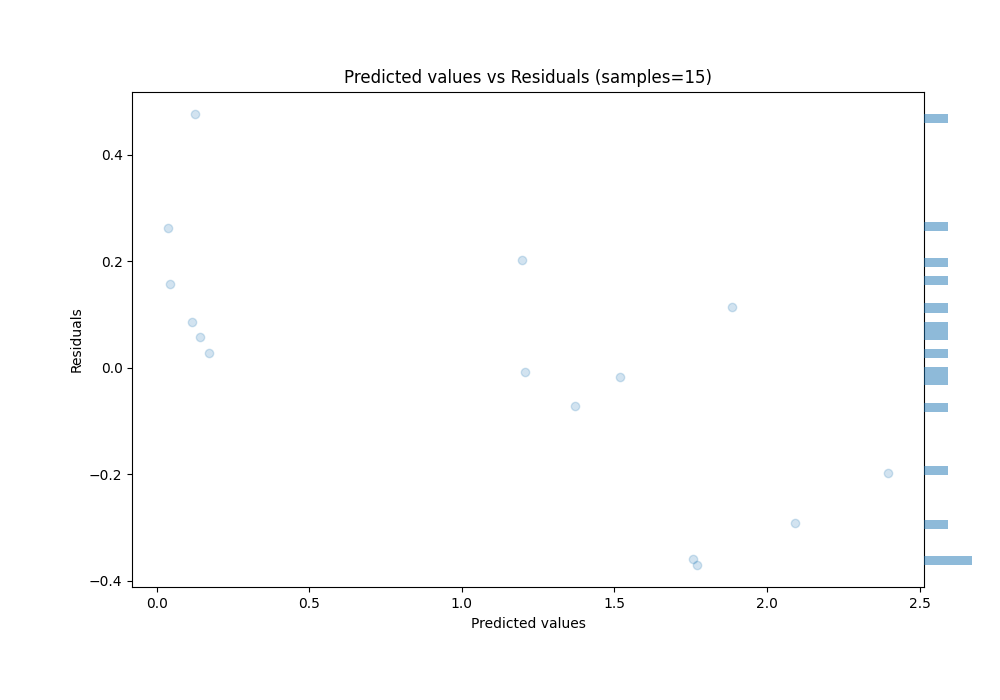 Predicted values vs Residuals (samples=15)
0.4
0.2
0.0
−0.2
−0.4
Residuals
0.0 0.5 1.0 1.5 2.0 2.5
Predicted values